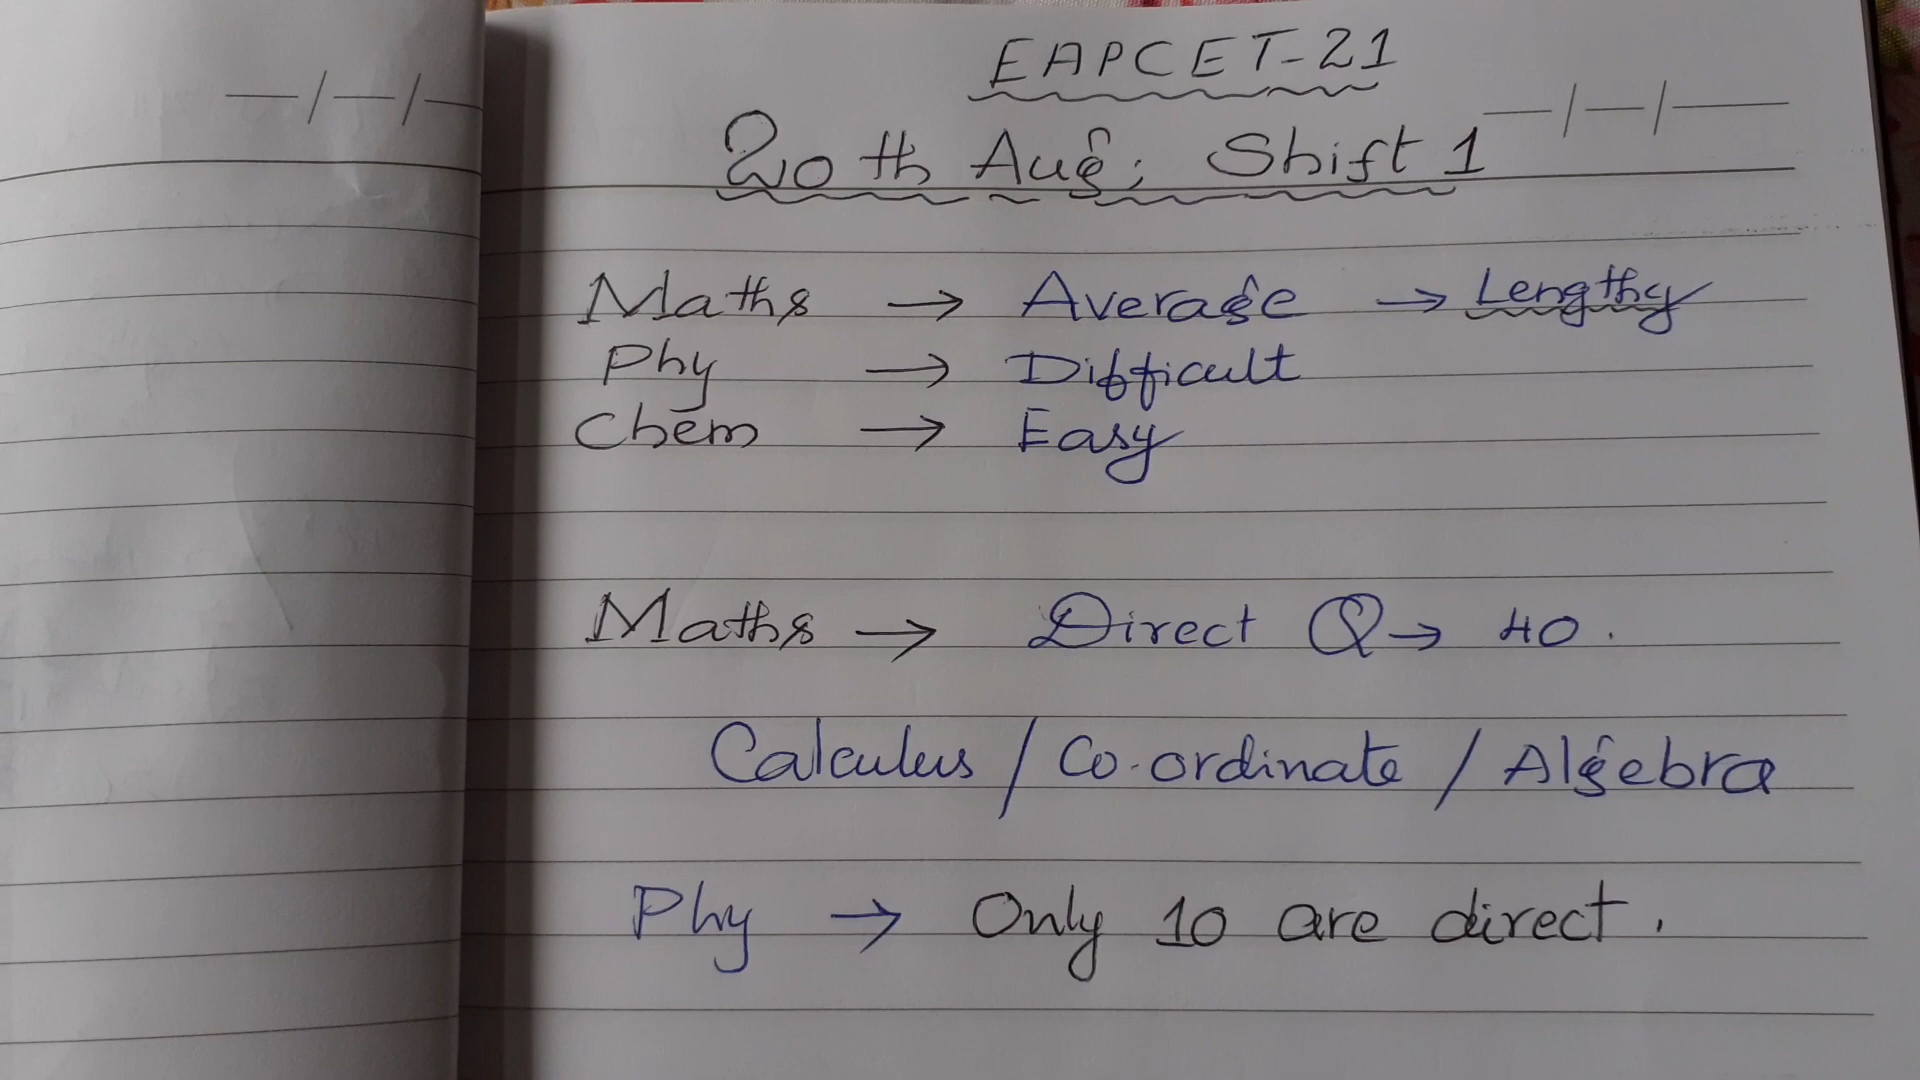 EAPCET-21
20th Aug; Shift 1
Maths → Average → Lengthy
Phy → Difficult
Chem → Easy
Maths → Direct Q → 40.
Calculus / Co-ordinate / Algebra
Phy → Only 10 are direct.